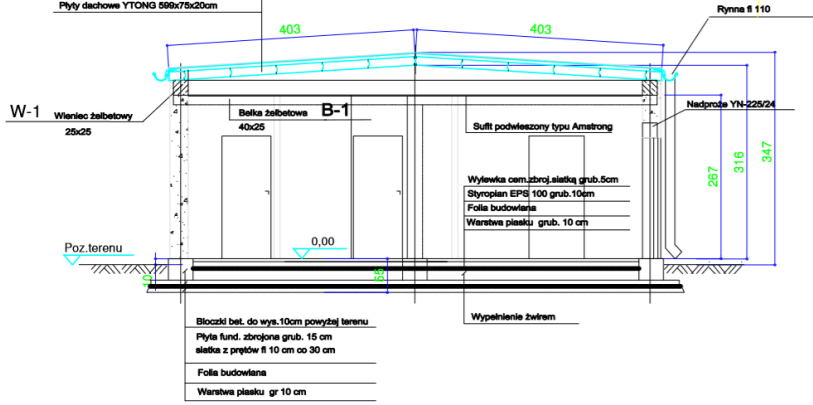 Płyty dachowe YTONG 599x75x20cm
Rynna fi 110
403
403
W-1
Wieniec żelbetowy
25x25
Belka żelbetowa
B-1
40x25
Nadproże YN-225/24
Sufit podwieszony typu Amstrong
267
316
347
Wylewka cem.zbroj.siatką grub.5cm
Styropian EPS 100 grub.10cm
Folia budowlana
Warstwa piasku grub. 10 cm
Poz.terenu
0,00
10
65
Bloczki bet. do wys.10cm powyżej terenu
Płyta fund. zbrojona grub. 15 cm
siatka z prętów fi 10 cm co 30 cm
Folia budowlana
Warstwa piasku gr 10 cm
Wypełnienie żwirem